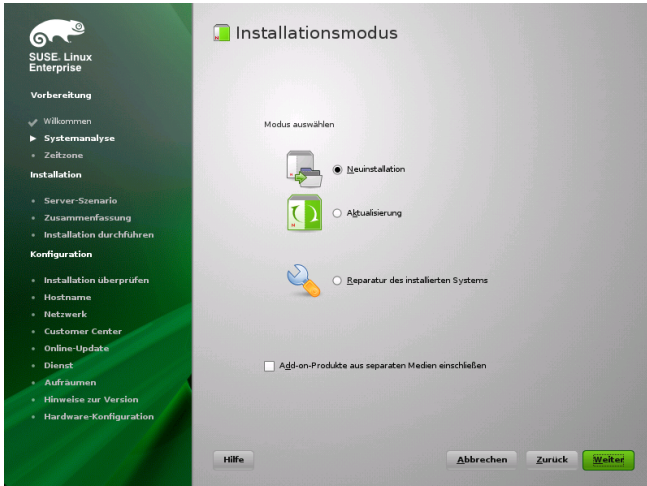 SUSE. Linux
Enterprise
Vorbereitung
Willkommen
Systemanalyse
Zeitzone
Installation
Server-Szenario
Zusammenfassung
Installation durchführen
Konfiguration
Installation überprüfen
Hostname
Netzwerk
Customer Center
Online-Update
Dienst
Aufräumen
Hinweise zur Version
Hardware-Konfiguration
Installationsmodus
Modus auswählen
Neuinstallation
Aktualisierung
Reparatur des installierten Systems
Add-on-Produkte aus separaten Medien einschließen
Hilfe
Abbrechen
Zurück
Weiter